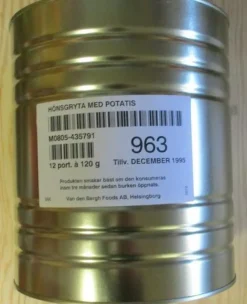 HÖNSGRYTA MED POTATIS
M0805-435791
963
12 port. à 120 g
Tillv. DECEMBER 1995
Produkten smakar bäst om den konsumeras
inom tre månader sedan burken öppnats.
Van den Bergh Foods AB, Helsingborg